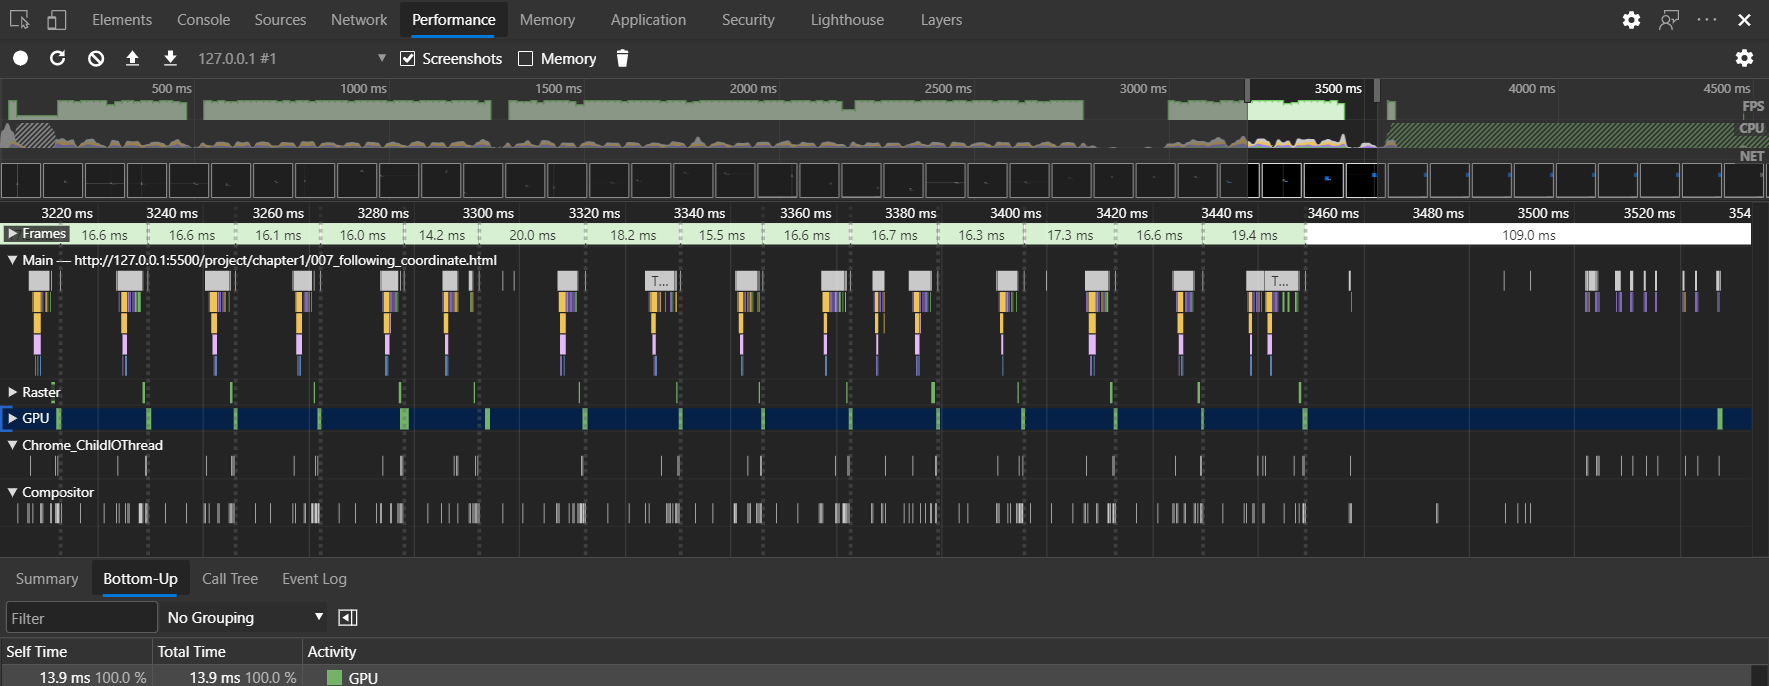 Elements Console Sources Network Performance Memory Application Security Lighthouse Layers
127.0.0.1 #1 Screenshots Memory
500 ms 1000 ms 1500 ms 2000 ms 2500 ms 3000 ms 3500 ms 4000 ms 4500 ms
FPS
CPU
NET
3220 ms 3240 ms 3260 ms 3280 ms 3300 ms 3320 ms 3340 ms 3360 ms 3380 ms 3400 ms 3420 ms 3440 ms 3460 ms 3480 ms 3500 ms 3520 ms 354
Frames 16.6 ms 16.6 ms 16.1 ms 16.0 ms 14.2 ms 20.0 ms 18.2 ms 15.5 ms 16.6 ms 16.7 ms 16.3 ms 17.3 ms 16.6 ms 19.4 ms 109.0 ms
Main — http://127.0.0.1:5500/project/chapter1/007_following_coordinate.html
T... T...
Raster
GPU
Chrome_ChildIOThread
Compositor
Summary Bottom-Up Call Tree Event Log
Filter No Grouping
Self Time Total Time Activity
13.9 ms 100.0 % 13.9 ms 100.0 % GPU